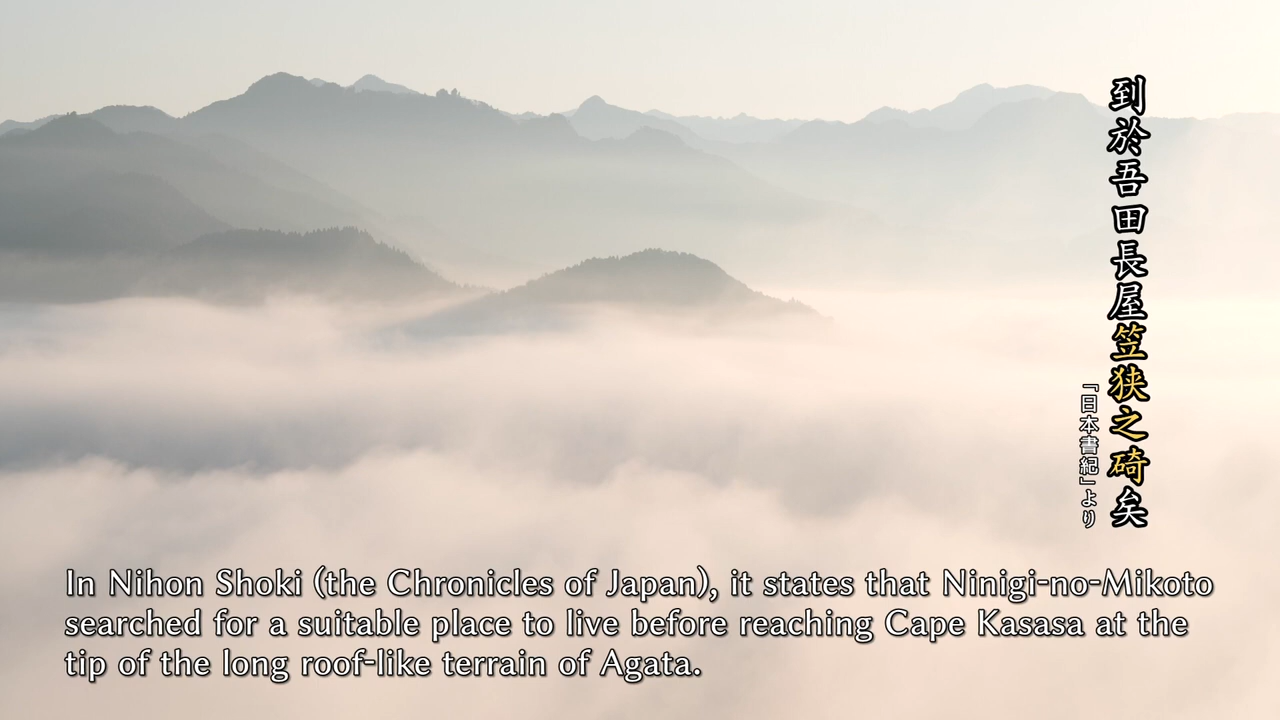 到於吾田長屋笠狭之碕矣
「日本書紀」より
In Nihon Shoki (the Chronicles of Japan), it states that Ninigi-no-Mikoto
searched for a suitable place to live before reaching Cape Kasasa at the
tip of the long roof-like terrain of Agata.